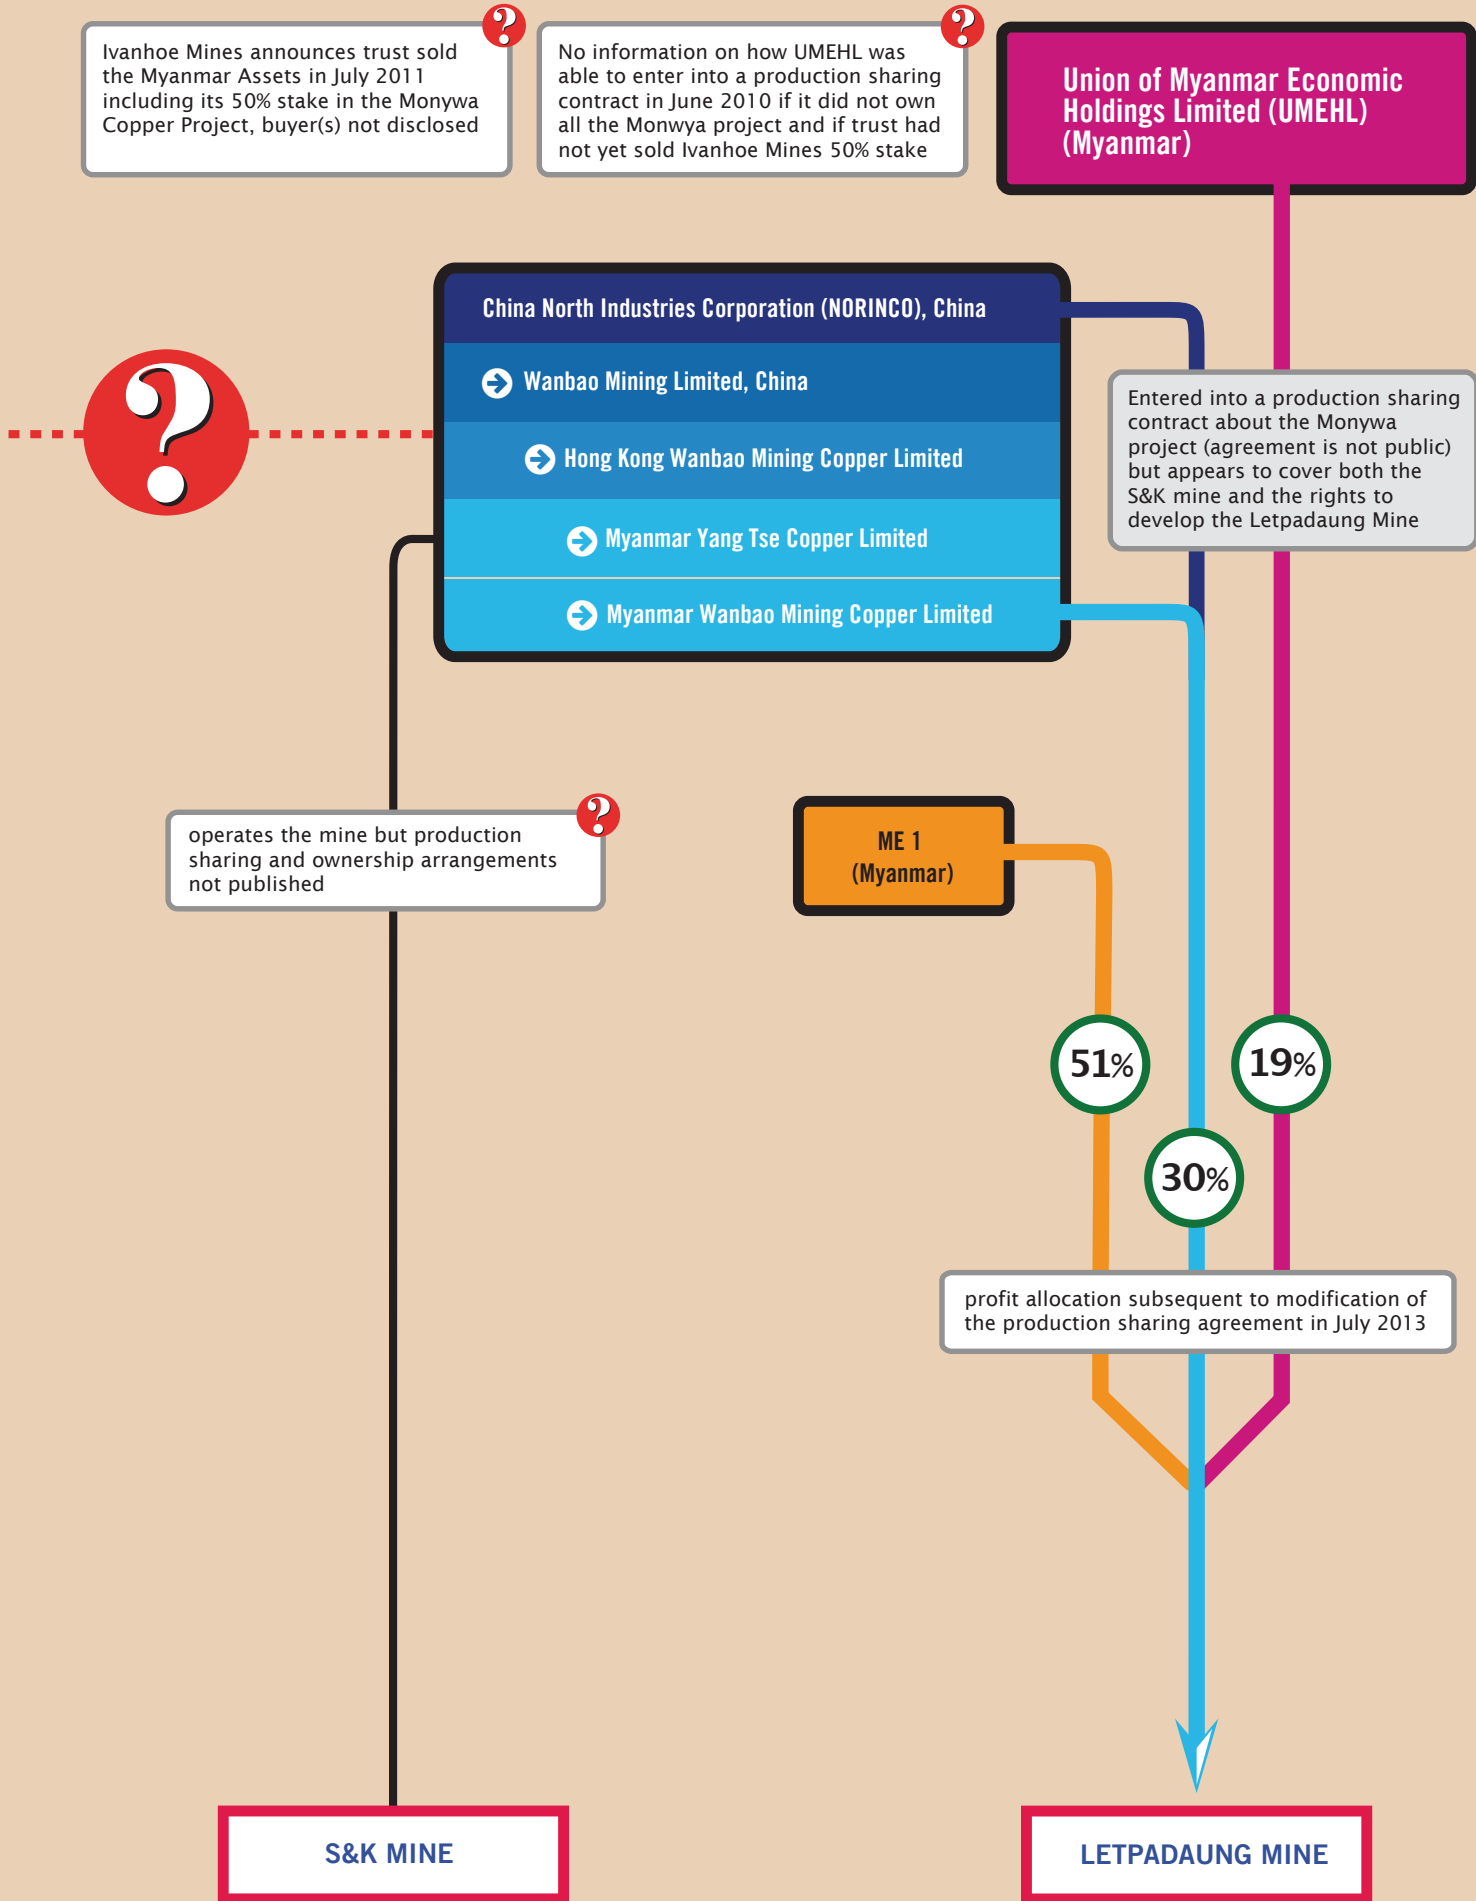 Ivanhoe Mines announces trust sold
the Myanmar Assets in July 2011
including its 50% stake in the Monywa
Copper Project, buyer(s) not disclosed
?
No information on how UMEHL was
able to enter into a production sharing
contract in June 2010 if it did not own
all the Monwya project and if trust had
not yet sold Ivanhoe Mines 50% stake
?
Union of Myanmar Economic
Holdings Limited (UMEHL)
(Myanmar)
China North Industries Corporation (NORINCO), China
Wanbao Mining Limited, China
Hong Kong Wanbao Mining Copper Limited
Myanmar Yang Tse Copper Limited
Myanmar Wanbao Mining Copper Limited
?
Entered into a production sharing
contract about the Monywa
project (agreement is not public)
but appears to cover both the
S&K mine and the rights to
develop the Letpadaung Mine
operates the mine but production
sharing and ownership arrangements
not published
?
ME 1
(Myanmar)
51%
19%
30%
profit allocation subsequent to modification of
the production sharing agreement in July 2013
S&K MINE
LETPADAUNG MINE